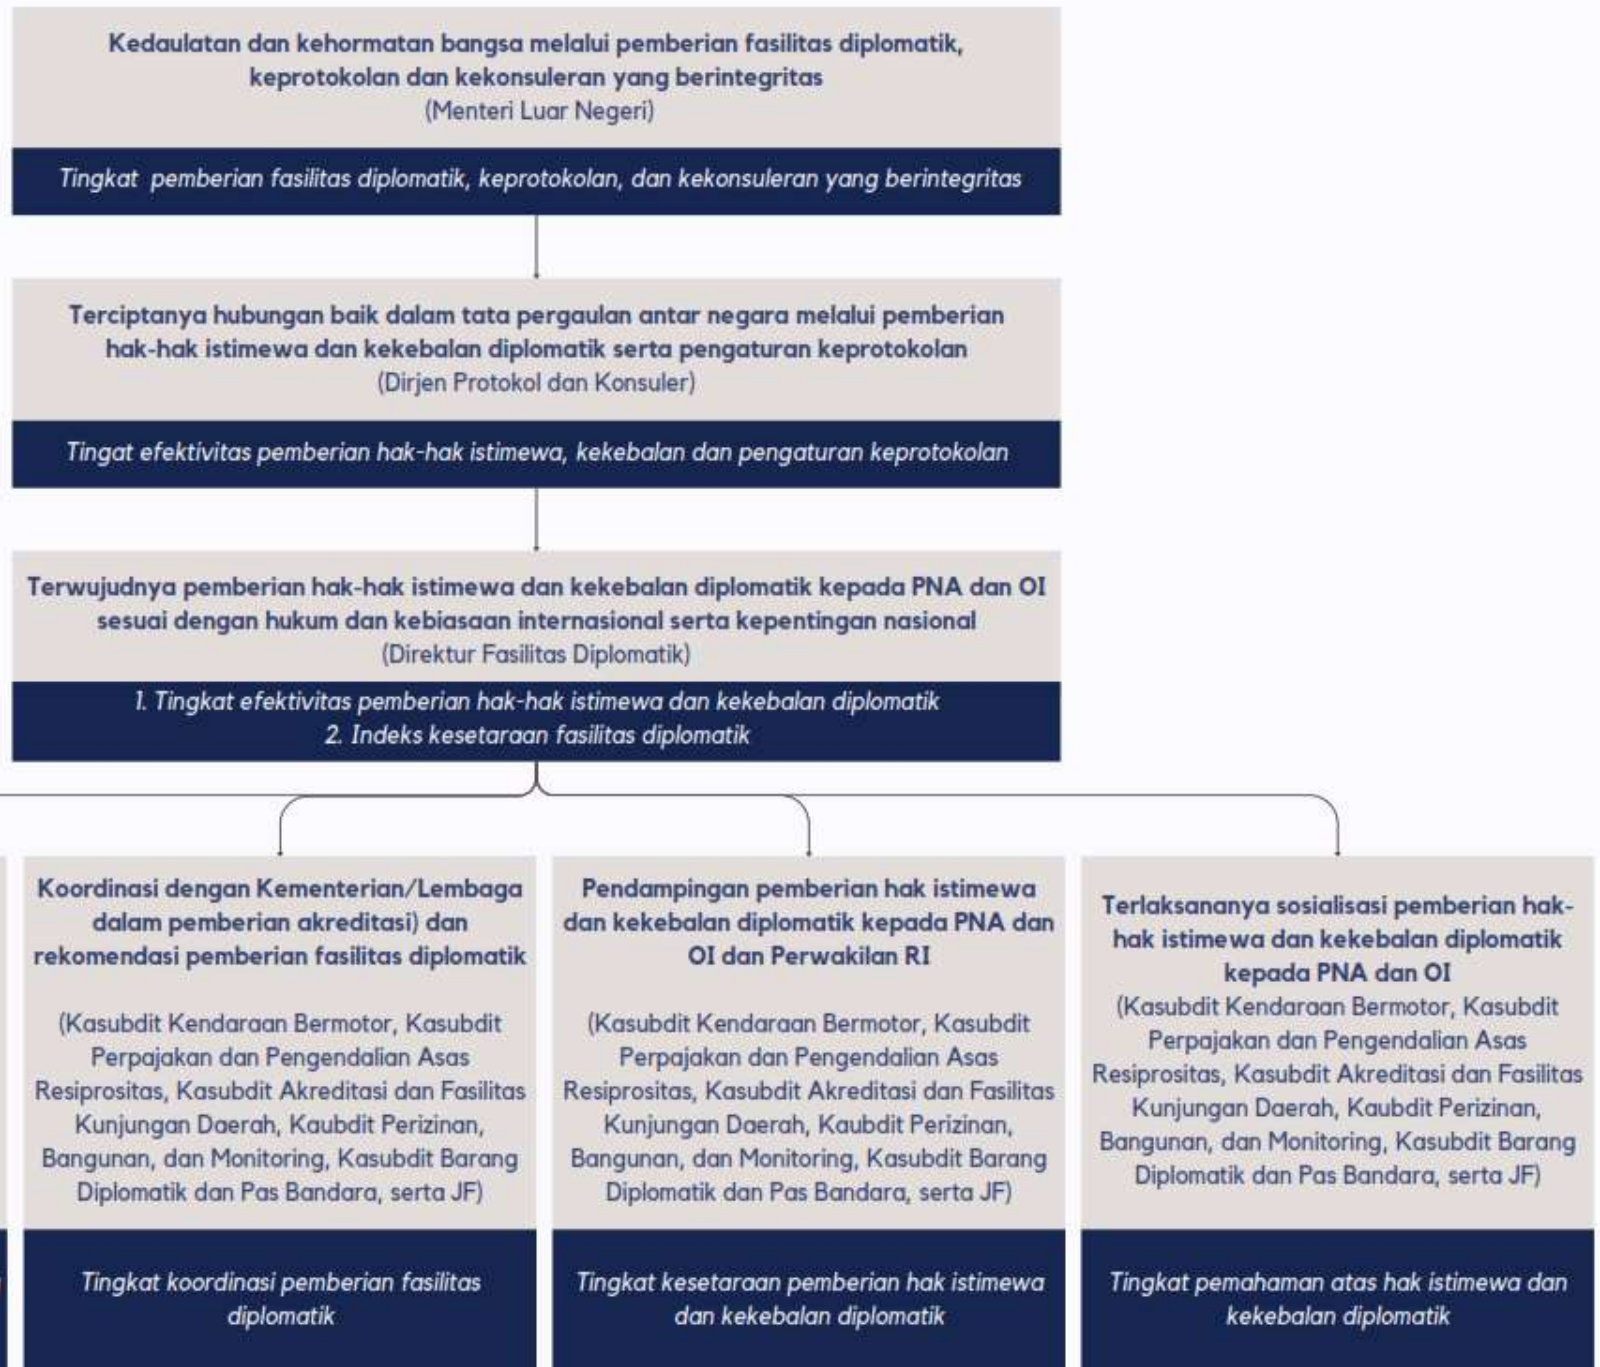 Kedaulatan dan kehormatan bangsa melalui pemberian fasilitas diplomatik,
keprotokolan dan kekonsuleran yang berintegritas
(Menteri Luar Negeri)
Tingkat pemberian fasilitas diplomatik, keprotokolan, dan kekonsuleran yang berintegritas
Terciptanya hubungan baik dalam tata pergaulan antar negara melalui pemberian
hak-hak istimewa dan kekebalan diplomatik serta pengaturan keprotokolan
(Dirjen Protokol dan Konsuler)
Tingat efektivitas pemberian hak-hak istimewa, kekebalan dan pengaturan keprotokolan
Terwujudnya pemberian hak-hak istimewa dan kekebalan diplomatik kepada PNA dan OI
sesuai dengan hukum dan kebiasaan internasional serta kepentingan nasional
(Direktur Fasilitas Diplomatik)
1. Tingkat efektivitas pemberian hak-hak istimewa dan kekebalan diplomatik
2. Indeks kesetaraan fasilitas diplomatik
Koordinasi dengan Kementerian/Lembaga
dalam pemberian akreditasi) dan
rekomendasi pemberian fasilitas diplomatik
(Kasubdit Kendaraan Bermotor, Kasubdit
Perpajakan dan Pengendalian Asas
Resiprositas, Kasubdit Akreditasi dan Fasilitas
Kunjungan Daerah, Kaubdit Perizinan,
Bangunan, dan Monitoring, Kasubdit Barang
Diplomatik dan Pas Bandara, serta JF)
Tingkat koordinasi pemberian fasilitas
diplomatik
Pendampingan pemberian hak istimewa
dan kekebalan diplomatik kepada PNA dan
OI dan Perwakilan RI
(Kasubdit Kendaraan Bermotor, Kasubdit
Perpajakan dan Pengendalian Asas
Resiprositas, Kasubdit Akreditasi dan Fasilitas
Kunjungan Daerah, Kaubdit Perizinan,
Bangunan, dan Monitoring, Kasubdit Barang
Diplomatik dan Pas Bandara, serta JF)
Tingkat kesetaraan pemberian hak istimewa
dan kekebalan diplomatik
Terlaksananya sosialisasi pemberian hak-
hak istimewa dan kekebalan diplomatik
kepada PNA dan OI
(Kasubdit Kendaraan Bermotor, Kasubdit
Perpajakan dan Pengendalian Asas
Resiprositas, Kasubdit Akreditasi dan Fasilitas
Kunjungan Daerah, Kaubdit Perizinan,
Bangunan, dan Monitoring, Kasubdit Barang
Diplomatik dan Pas Bandara, serta JF)
Tingkat pemahaman atas hak istimewa dan
kekebalan diplomatik